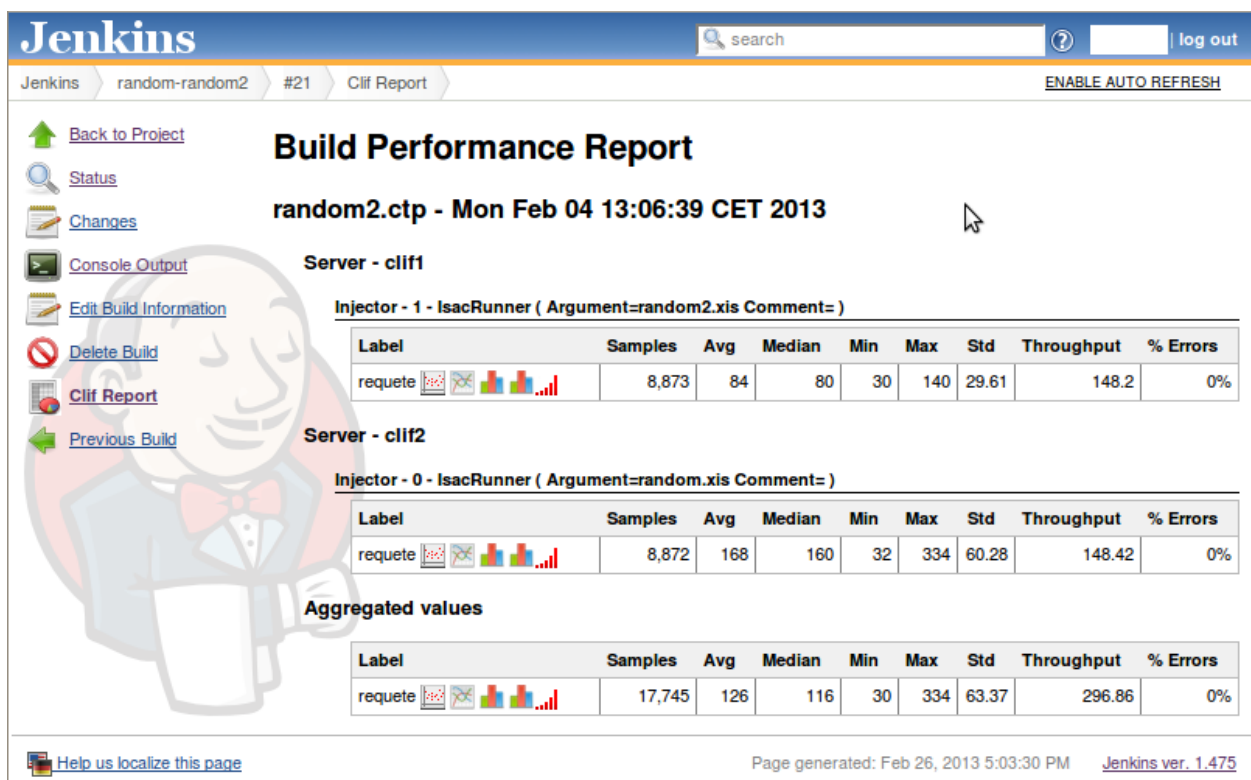 Jenkins
search
| log out
Jenkins random-random2 #21 Clif Report
ENABLE AUTO REFRESH
Back to Project
Status
Changes
Console Output
Edit Build Information
Delete Build
Clif Report
Previous Build
Build Performance Report
random2.ctp - Mon Feb 04 13:06:39 CET 2013
Server - clif1
Injector - 1 - IsacRunner ( Argument=random2.xis Comment= )
Label Samples Avg Median Min Max Std Throughput % Errors
requete 8,873 84 80 30 140 29.61 148.2 0%
Server - clif2
Injector - 0 - IsacRunner ( Argument=random.xis Comment= )
Label Samples Avg Median Min Max Std Throughput % Errors
requete 8,872 168 160 32 334 60.28 148.42 0%
Aggregated values
Label Samples Avg Median Min Max Std Throughput % Errors
requete 17,745 126 116 30 334 63.37 296.86 0%
Help us localize this page
Page generated: Feb 26, 2013 5:03:30 PM Jenkins ver. 1.475